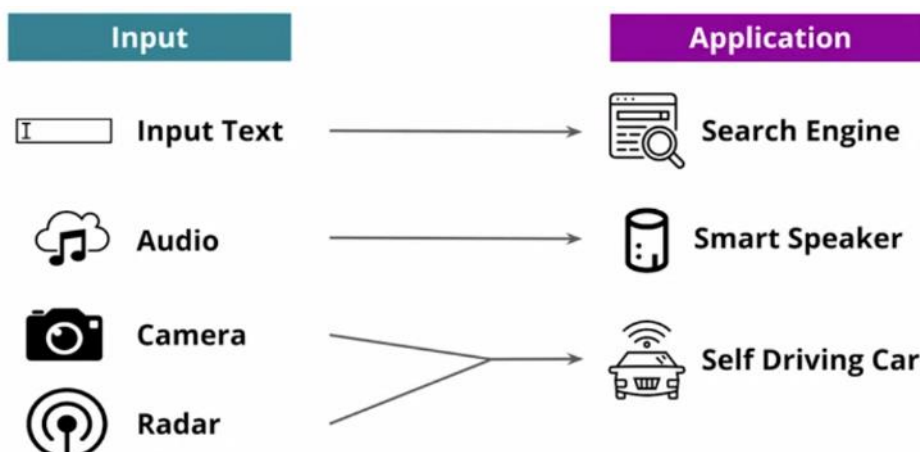 Input
Application
Input Text
Search Engine
Audio
Smart Speaker
Camera
Self Driving Car
Radar